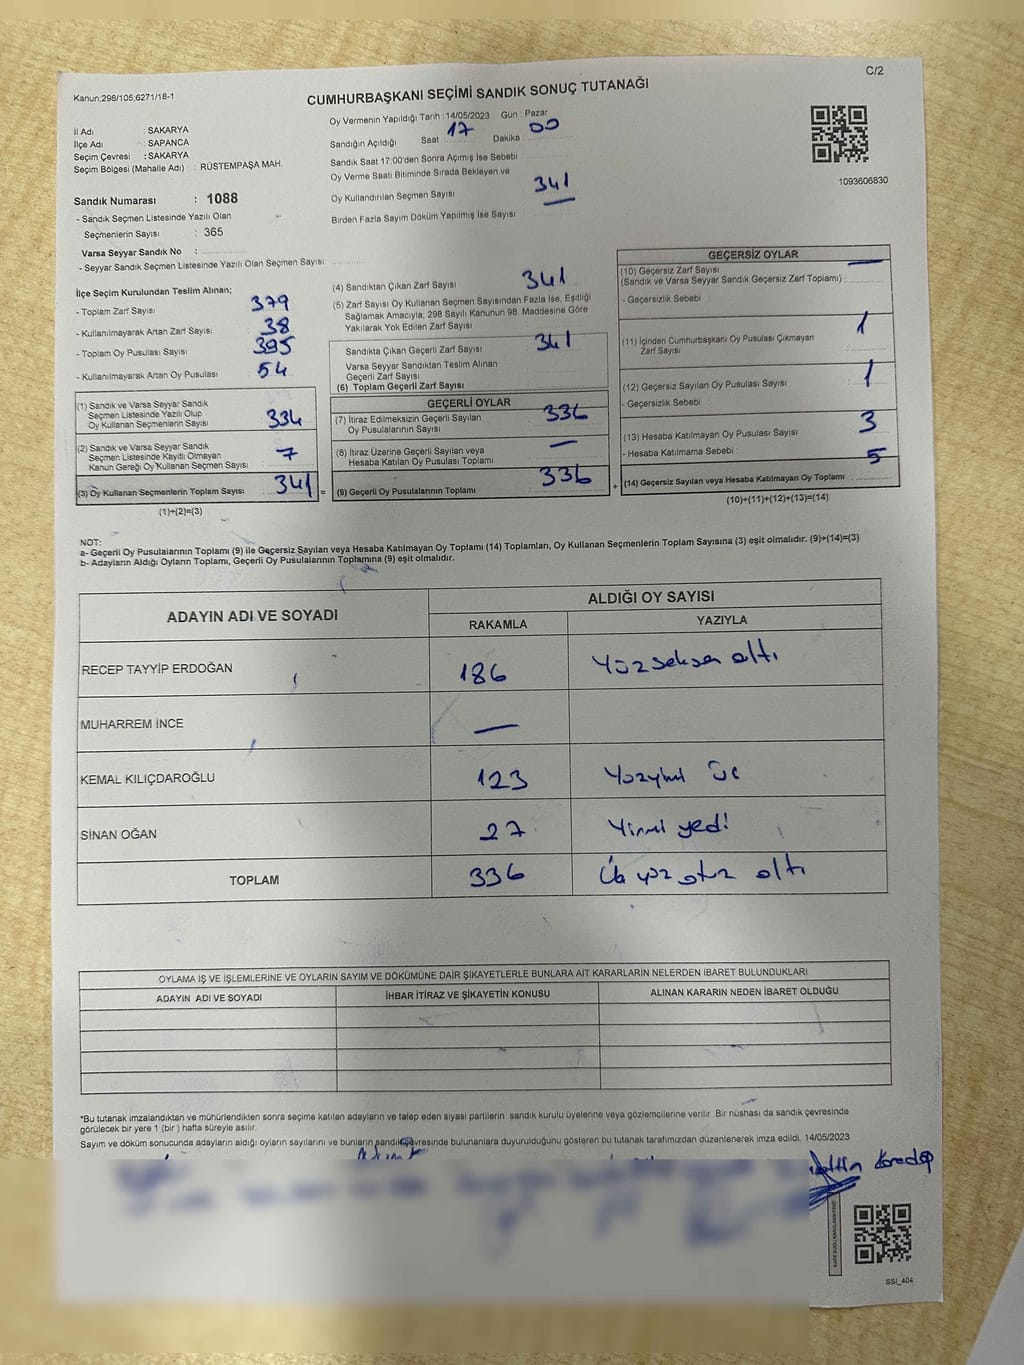 Kanun;298/105,6271/18-1
CUMHURBAŞKANI SEÇİMİ SANDIK SONUÇ TUTANAĞI
C/2
İl Adı : SAKARYA
İlçe Adı : SAPANCA
Seçim Çevresi : SAKARYA
Seçim Bölgesi (Mahalle Adı) : RÜSTEMPAŞA MAH.
Sandık Numarası : 1088
- Sandık Seçmen Listesinde Yazılı Olan
Seçmenlerin Sayısı : 365
Varsa Seyyar Sandık No :
- Seyyar Sandık Seçmen Listesinde Yazılı Olan Seçmen Sayısı:
Oy Vermenin Yapıldığı Tarih : 14/05/2023 Gün : Pazar
Sandığın Açıldığı Saat 17 Dakika 00
Sandık Saat 17:00'den Sonra Açımış İse Sebebi
Oy Verme Saati Bitiminde Sırada Bekleyen ve
Oy Kullandırılan Seçmen Sayısı 341
Birden Fazla Sayım Döküm Yapılmış İse Sayısı
1093606830
İlçe Seçim Kurulundan Teslim Alınan;
- Toplam Zarf Sayısı: 379
- Kullanılmayarak Artan Zarf Sayısı: 38
- Toplam Oy Pusulası Sayısı : 395
- Kullanılmayarak Artan Oy Pusulası : 54
(1) Sandık ve Varsa Seyyar Sandık
Seçmen Listesinde Yazılı Olup
Oy Kullanan Seçmenlerin Sayısı : 334
(2) Sandık ve Varsa Seyyar Sandık
Seçmen Listesinde Kayıtlı Olmayan
Kanun Gereği Oy Kullanan Seçmen Sayısı : 7
(3) Oy Kullanan Seçmenlerin Toplam Sayısı : 341 =
(1)+(2)=(3)
(4) Sandıktan Çıkan Zarf Sayısı : 341
(5) Zarf Sayısı Oy Kullanan Seçmen Sayısından Fazla İse, Eşitliği
Sağlamak Amacıyla, 298 Sayılı Kanunun 98. Maddesine Göre
Yakılarak Yok Edilen Zarf Sayısı :
Sandıkta Çıkan Geçerli Zarf Sayısı : 341
Varsa Seyyar Sandıktan Teslim Alınan
Geçerli Zarf Sayısı :
(6) Toplam Geçerli Zarf Sayısı :
GEÇERLİ OYLAR
(7) İtiraz Edilmeksizin Geçerli Sayılan
Oy Pusulalarının Sayısı : 336
(8) İtiraz Üzerine Geçerli Sayılan veya
Hesaba Katılan Oy Pusulası Toplamı : —
(9) Geçerli Oy Pusulalarının Toplamı : 336 +
GEÇERSİZ OYLAR
(10) Geçersiz Zarf Sayısı —
(Sandık ve Varsa Seyyar Sandık Geçersiz Zarf Toplamı) :
- Geçersizlik Sebebi :
(11) İçinden Cumhurbaşkanı Oy Pusulası Çıkmayan
Zarf Sayısı : 1
(12) Geçersiz Sayılan Oy Pusulası Sayısı : 1
- Geçersizlik Sebebi :
(13) Hesaba Katılmayan Oy Pusulası Sayısı : 3
- Hesaba Katılmama Sebebi :
(14) Geçersiz Sayılan veya Hesaba Katılmayan Oy Toplamı : 5
(10)+(11)+(12)+(13)=(14)
NOT:
a- Geçerli Oy Pusulalarının Toplamı (9) ile Geçersiz Sayılan veya Hesaba Katılmayan Oy Toplamı (14) Toplamları, Oy Kullanan Seçmenlerin Toplam Sayısına (3) eşit olmalıdır. (9)+(14)=(3)
b- Adayların Aldığı Oyların Toplamı, Geçerli Oy Pusulalarının Toplamına (9) eşit olmalıdır.
ADAYIN ADI VE SOYADI ALDIĞI OY SAYISI
RAKAMLA YAZIYLA
RECEP TAYYİP ERDOĞAN 186 Yüzseksen altı
MUHARREM İNCE —
KEMAL KILIÇDAROĞLU 123 Yüzyirmi üç
SİNAN OĞAN 27 Yirmi yedi
TOPLAM 336 Üç yüz otuz altı
OYLAMA İŞ VE İŞLEMLERİNE VE OYLARIN SAYIM VE DÖKÜMÜNE DAİR ŞİKAYETLERLE BUNLARA AİT KARARLARIN NELERDEN İBARET BULUNDUKLARI
ADAYIN ADI VE SOYADI İHBAR İTİRAZ VE ŞİKAYETİN KONUSU ALINAN KARARIN NEDEN İBARET OLDUĞU
*Bu tutanak imzalandıktan ve mühürlendikten sonra seçime katılan adayların ve talep eden siyasi partilerin sandık kurulu üyelerine veya gözlemcilerine verilir. Bir nüshası da sandık çevresinde
görülecek bir yere 1 (bir) hafta süreyle asılır.
Sayım ve döküm sonucunda adayların aldığı oyların sayılarını ve bunların sandık çevresinde bulunanlara duyurulduğunu gösteren bu tutanak tarafımızdan düzenlenerek imza edildi. 14/05/2023
SSİ_404